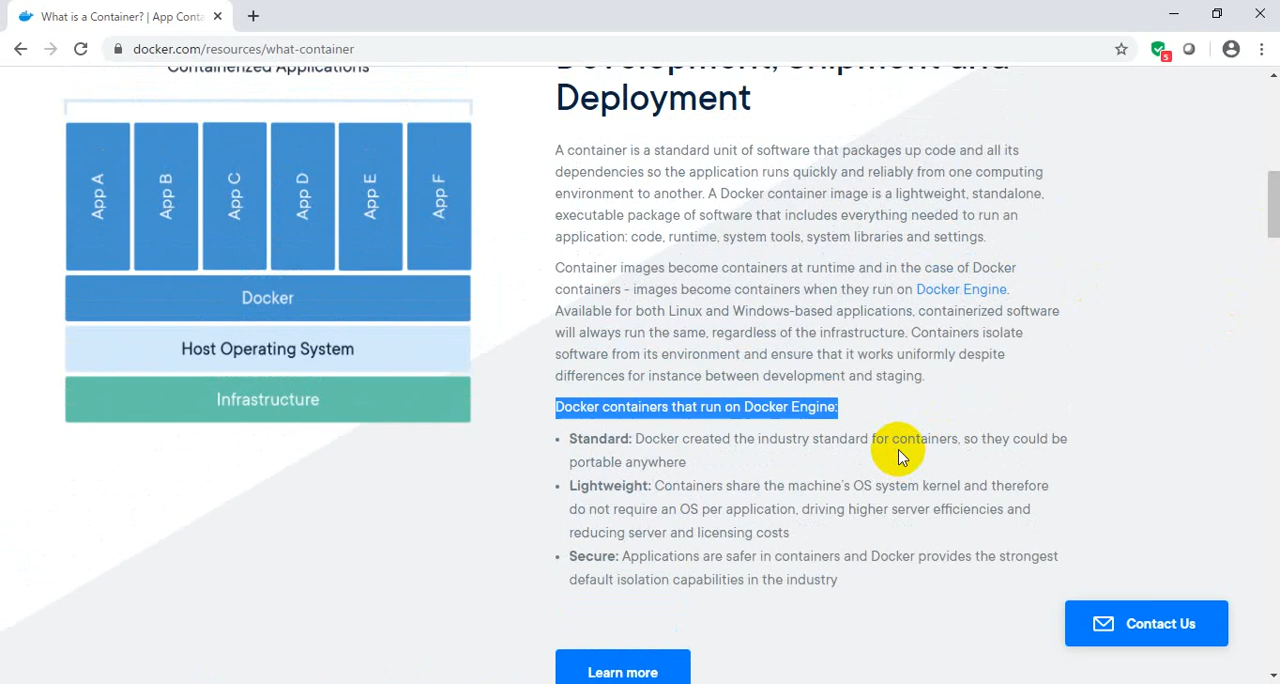 What is a Container? | App Conta
docker.com/resources/what-container
5
Containerized Applications
App A
App B
App C
App D
App E
App F
Docker
Host Operating System
Infrastructure
Development, Shipment and
Deployment
A container is a standard unit of software that packages up code and all its
dependencies so the application runs quickly and reliably from one computing
environment to another. A Docker container image is a lightweight, standalone,
executable package of software that includes everything needed to run an
application: code, runtime, system tools, system libraries and settings.
Container images become containers at runtime and in the case of Docker
containers - images become containers when they run on Docker Engine.
Available for both Linux and Windows-based applications, containerized software
will always run the same, regardless of the infrastructure. Containers isolate
software from its environment and ensure that it works uniformly despite
differences for instance between development and staging.
Docker containers that run on Docker Engine:
• Standard: Docker created the industry standard for containers, so they could be
portable anywhere
• Lightweight: Containers share the machine's OS system kernel and therefore
do not require an OS per application, driving higher server efficiencies and
reducing server and licensing costs
• Secure: Applications are safer in containers and Docker provides the strongest
default isolation capabilities in the industry
Contact Us
Learn more